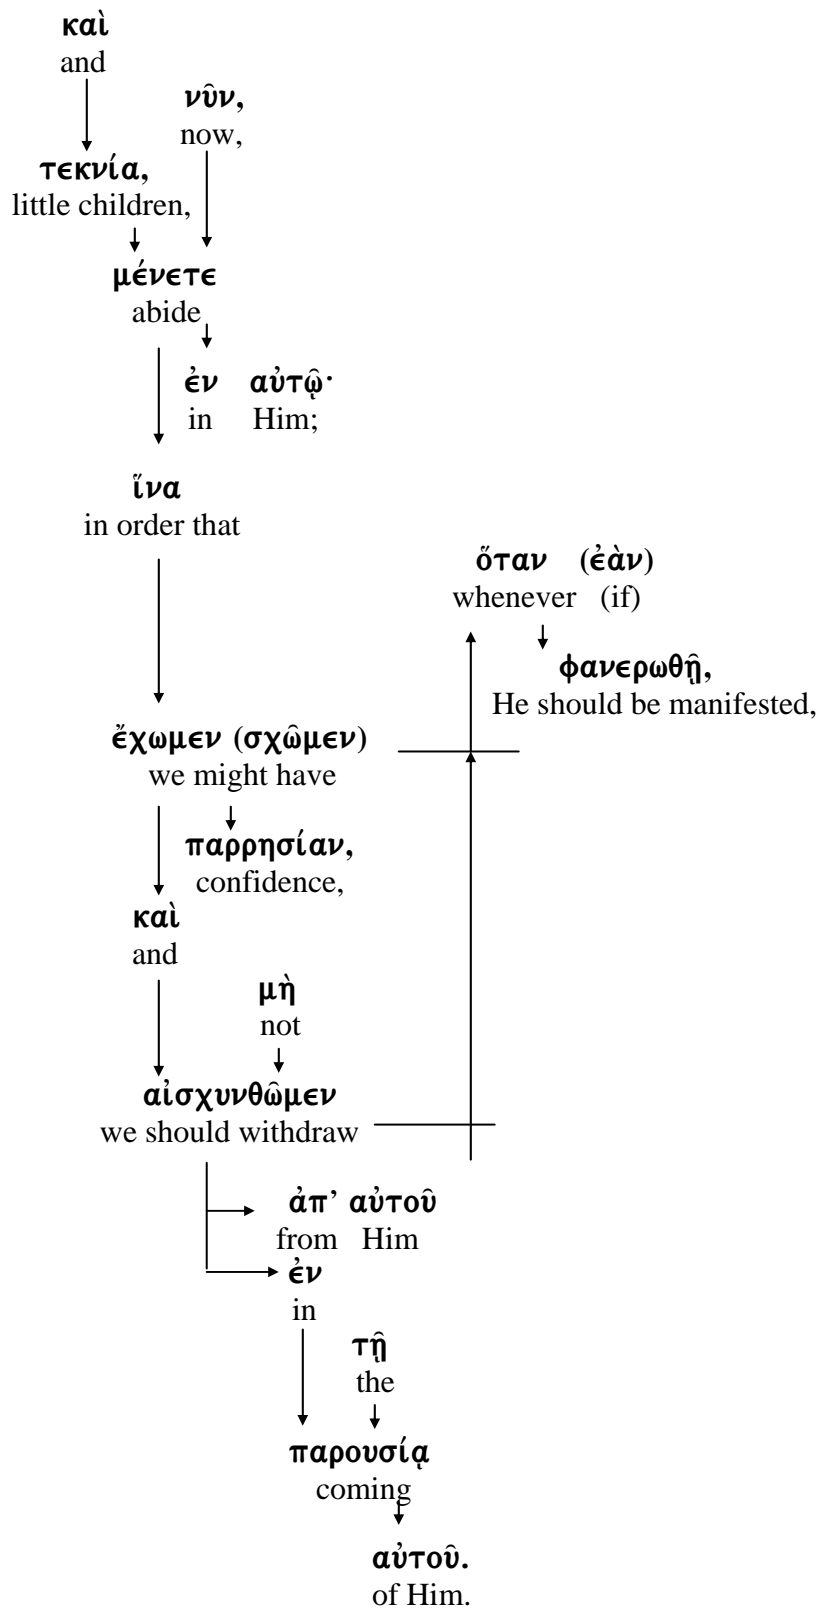 καὶ
and
νῦν,
now,
τεκνία,
little children,
μένετε
abide
ἐν αὐτῷ·
in Him;
ἵνα
in order that
ὅταν (ἐὰν)
whenever (if)
φανερωθῇ,
He should be manifested,
ἔχωμεν (σχῶμεν)
we might have
παρρησίαν,
confidence,
καὶ
and
μὴ
not
αἰσχυνθῶμεν
we should withdraw
ἀπ’ αὐτοῦ
from Him
ἐν
in
τῇ
the
παρουσίᾳ
coming
αὐτοῦ.
of Him.